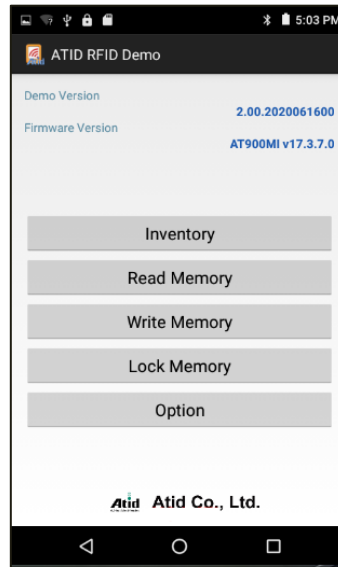 5:03 PM
ATID RFID Demo
Demo Version
2.00.2020061600
Firmware Version
AT900MI v17.3.7.0
Inventory
Read Memory
Write Memory
Lock Memory
Option
Atid Atid Co., Ltd.